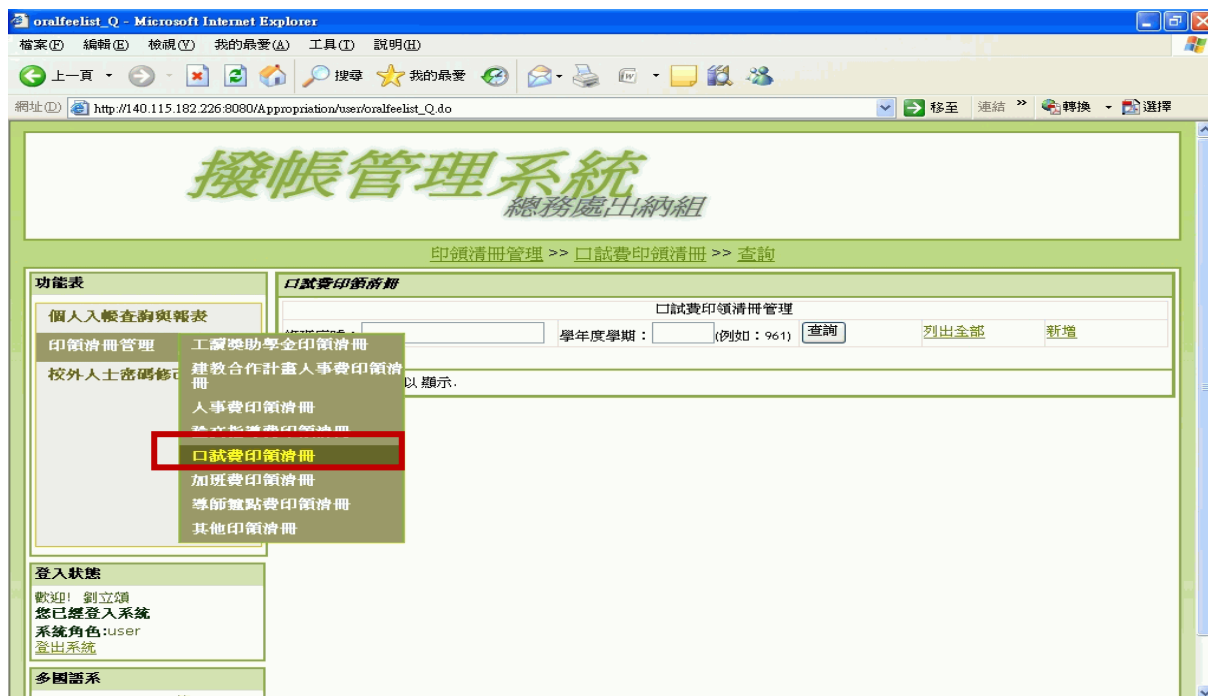 oralfeelist_Q - Microsoft Internet Explorer
檔案(F) 編輯(E) 檢視(V) 我的最愛(A) 工具(T) 說明(H)
上一頁 搜尋 我的最愛
網址(D) http://140.115.182.226:8080/Appropriation/user/oralfeelist_Q.do 移至 連結 » 轉換 選擇
撥帳管理系統
總務處出納組
印領清冊管理 >> 口試費印領清冊 >> 查詢
功能表
個人入帳查詢與報表
印領清冊管理
校外人士密碼修
工讀獎助學金印領清冊
建教合作計畫人事費印領清
冊
人事費印領清冊
口試費印領清冊
加班費印領清冊
導師鐘點費印領清冊
其他印領清冊
口試費印領清冊
口試費印領清冊管理
學年度學期： (例如：961) 查詢 列出全部 新增
以 顯示.
登入狀態
歡迎! 劉立頌
您已經登入系統
系統角色:user
登出系統
多國語系